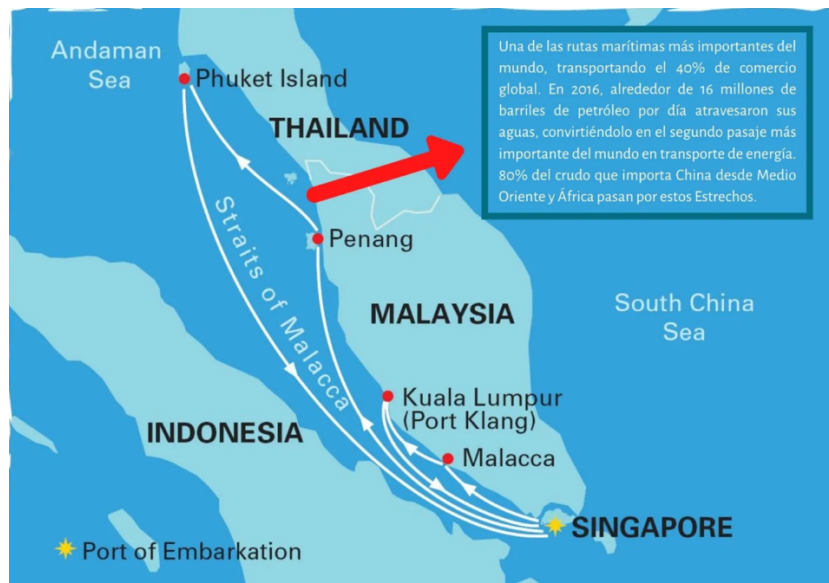 Andaman
Sea
Phuket Island
THAILAND
Una de las rutas marítimas más importantes del
mundo, transportando el 40% de comercio
global. En 2016, alrededor de 16 millones de
barriles de petróleo por día atravesaron sus
aguas, convirtiéndolo en el segundo pasaje más
importante del mundo en transporte de energía.
80% del crudo que importa China desde Medio
Oriente y África pasan por estos Estrechos.
Straits of Malacca
Penang
MALAYSIA
South China
Sea
Kuala Lumpur
(Port Klang)
INDONESIA
Malacca
SINGAPORE
Port of Embarkation